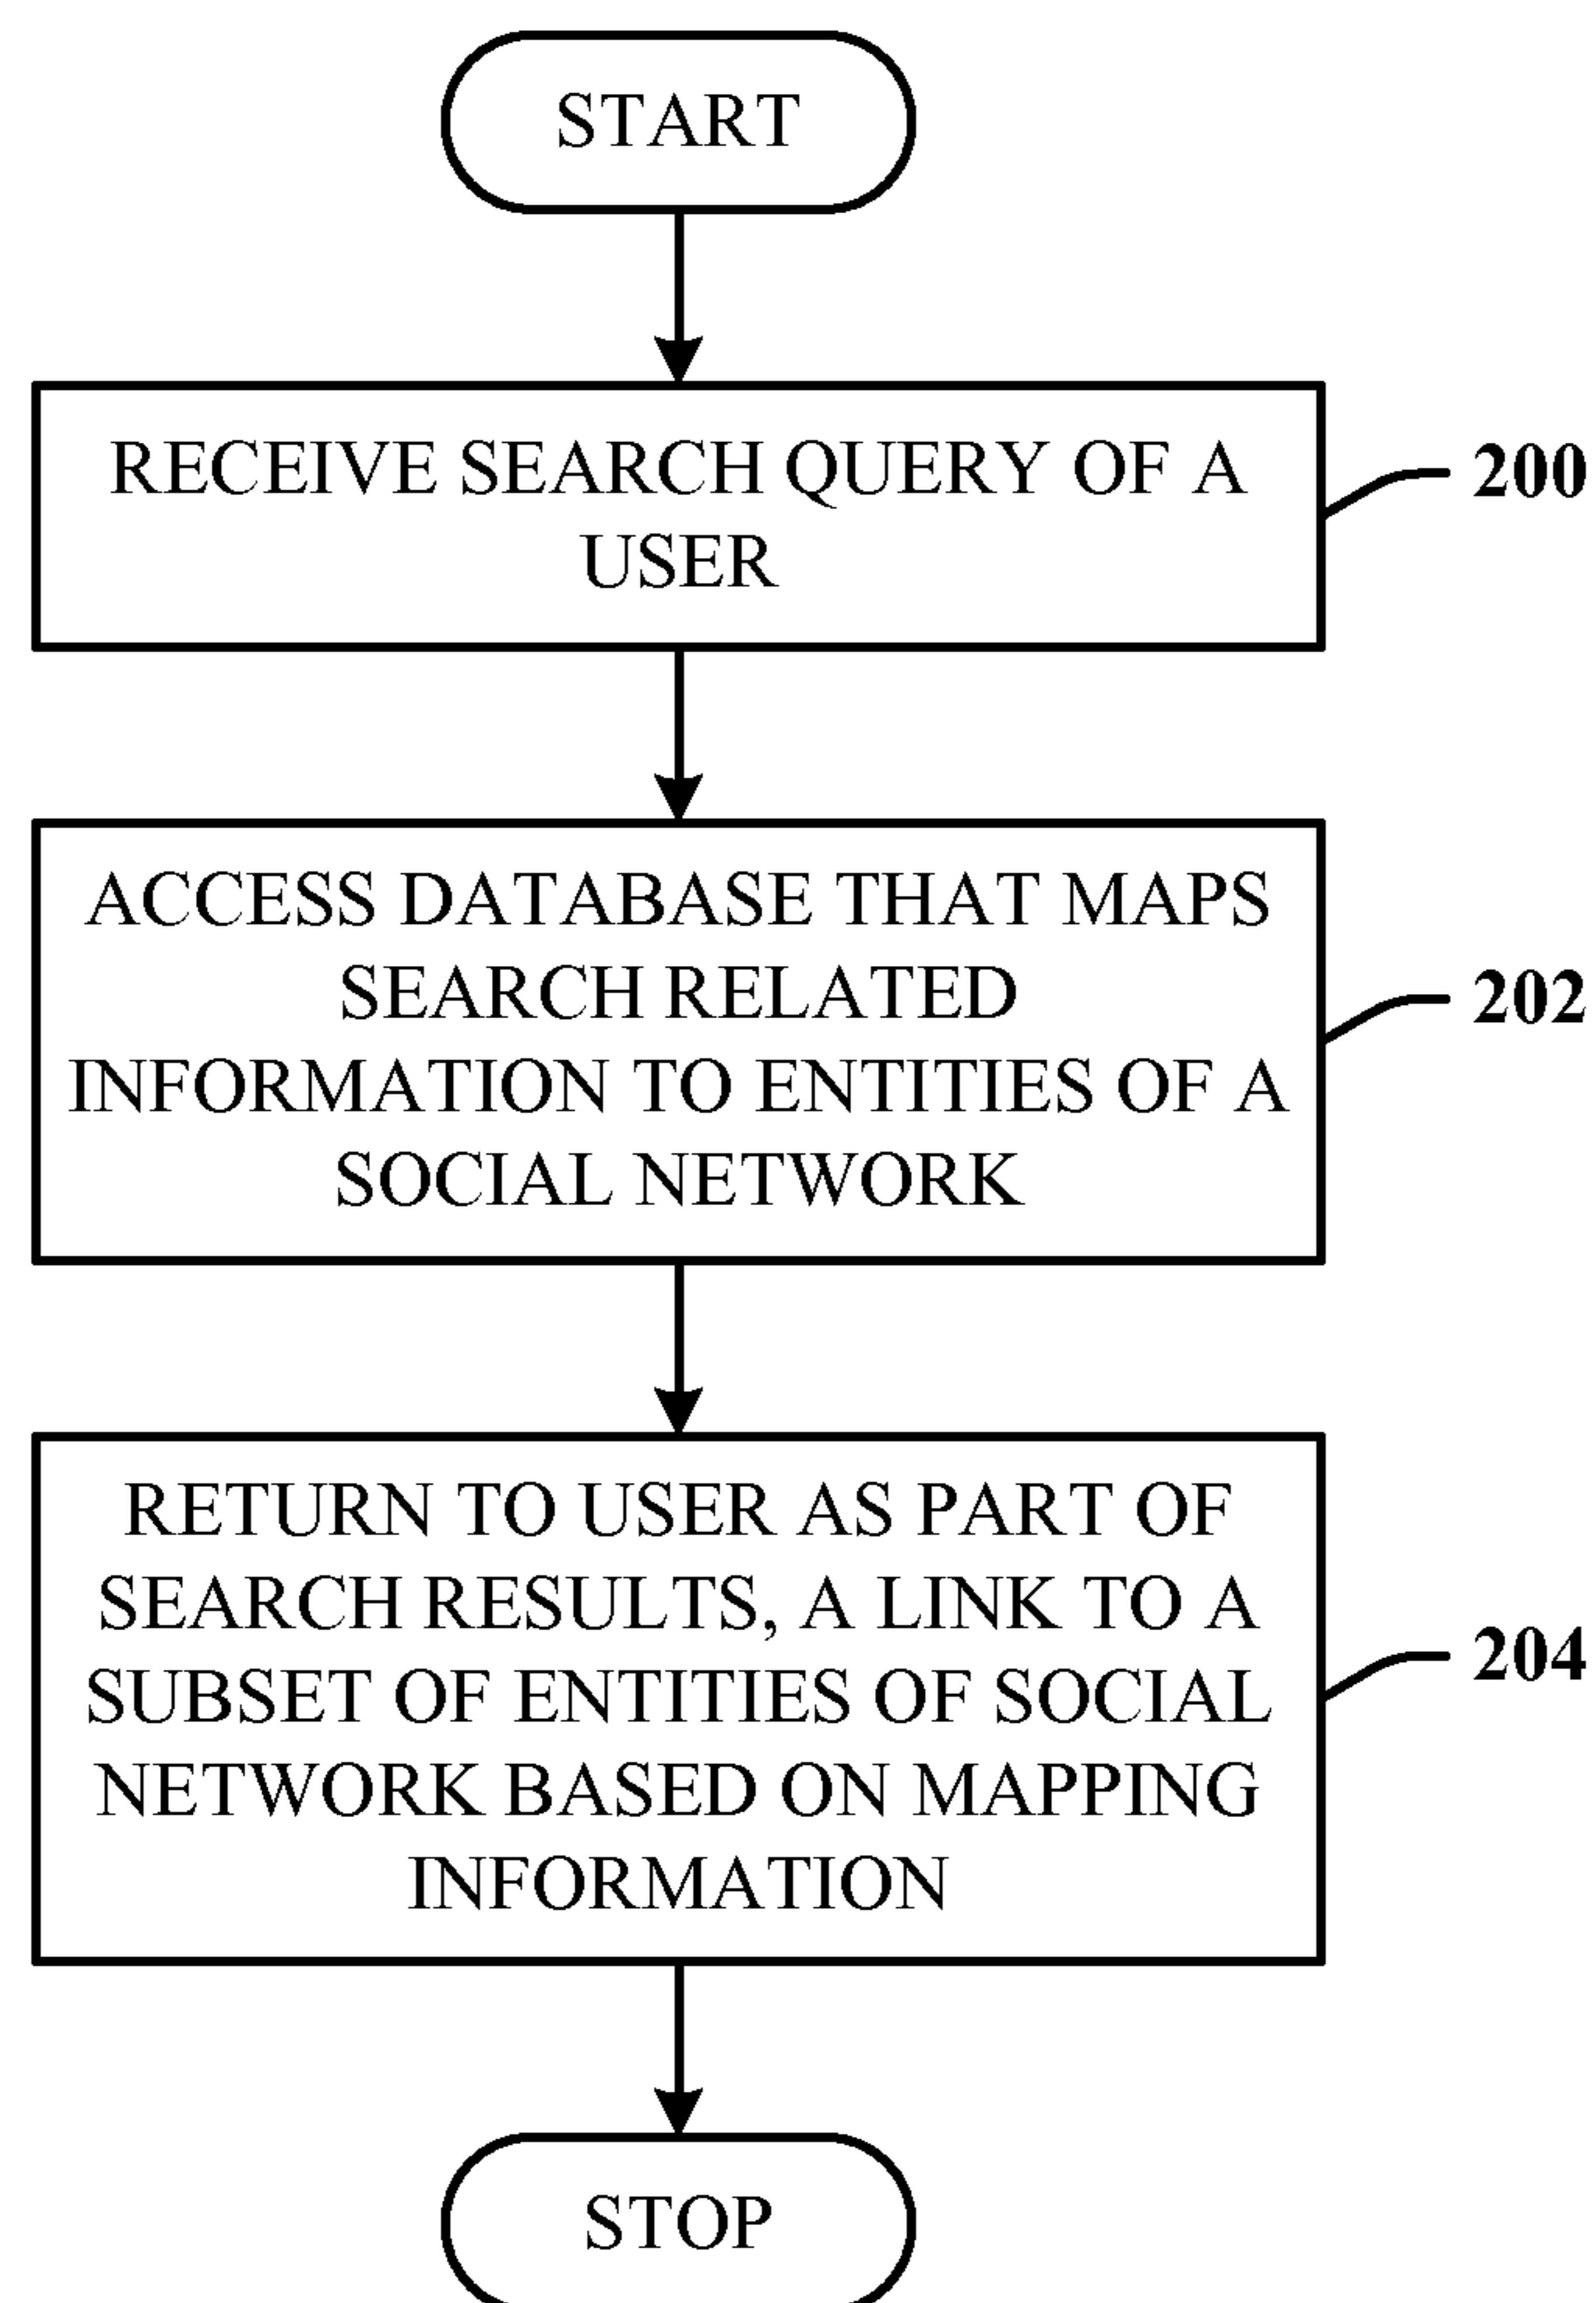 START
RECEIVE SEARCH QUERY OF A
USER
200
ACCESS DATABASE THAT MAPS
SEARCH RELATED
INFORMATION TO ENTITIES OF A
SOCIAL NETWORK
202
RETURN TO USER AS PART OF
SEARCH RESULTS, A LINK TO A
SUBSET OF ENTITIES OF SOCIAL
NETWORK BASED ON MAPPING
INFORMATION
204
STOP